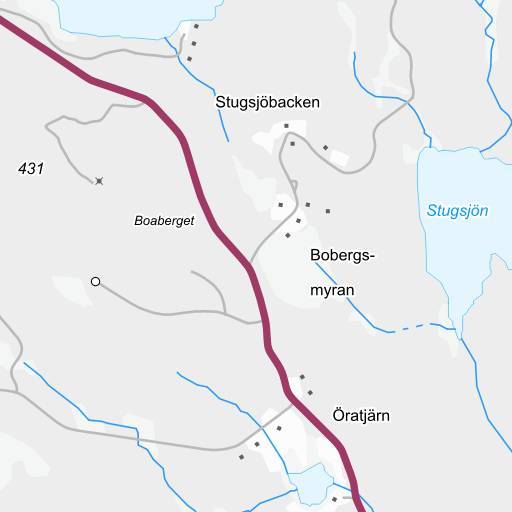 Stugsjöbacken
431
Stugsjön
Boaberget
Bobergs-
myran
Öratjärn